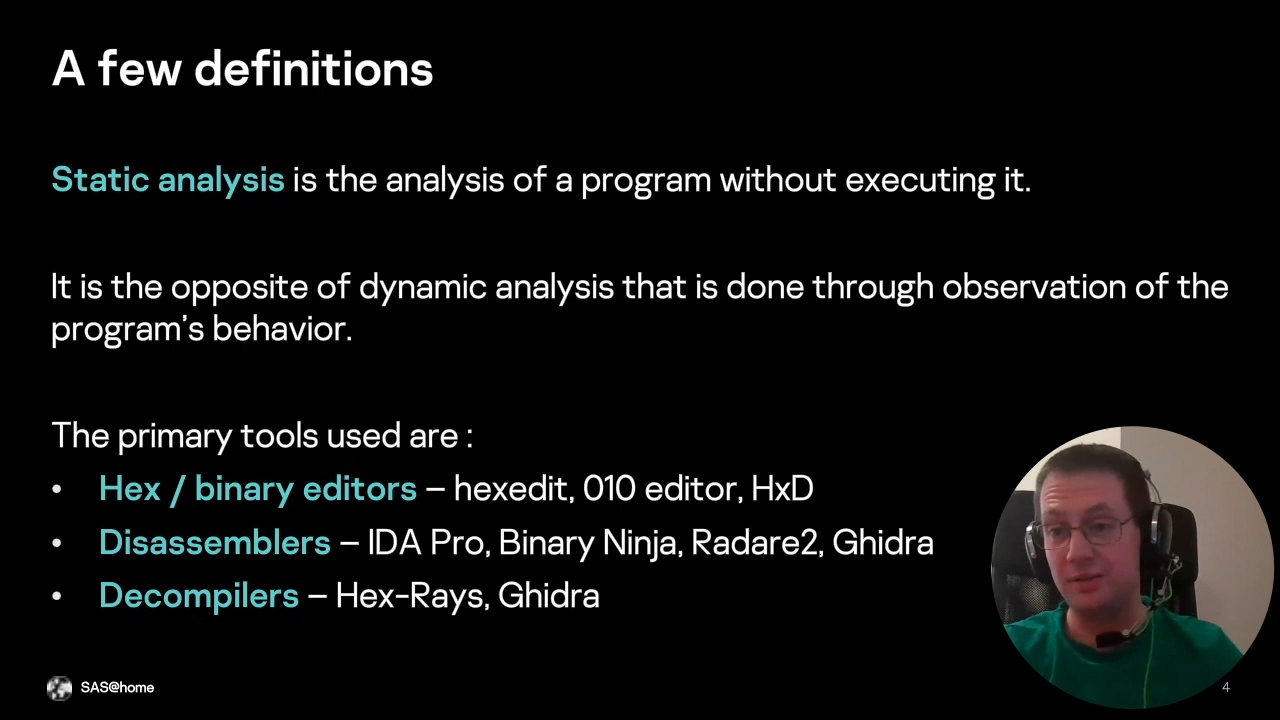 A few definitions
Static analysis is the analysis of a program without executing it.
It is the opposite of dynamic analysis that is done through observation of the
program’s behavior.
The primary tools used are :
• Hex / binary editors – hexedit, 010 editor, HxD
• Disassemblers – IDA Pro, Binary Ninja, Radare2, Ghidra
• Decompilers – Hex-Rays, Ghidra
SAS@home
4